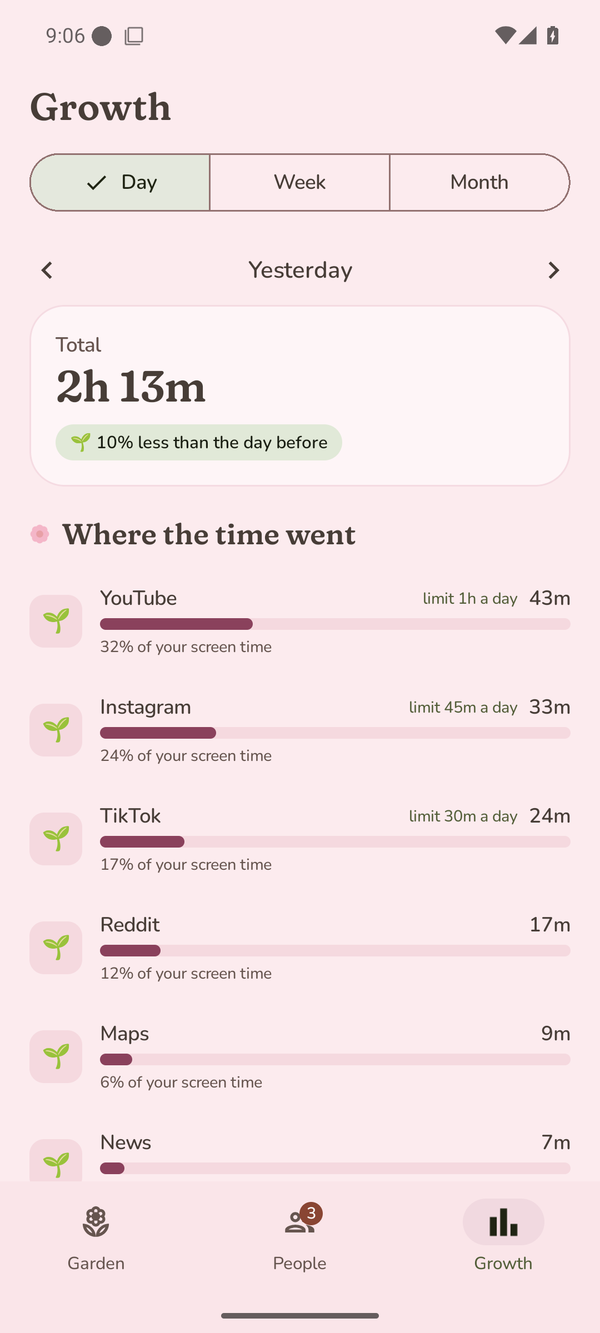 9:06
Growth
Day Week Month
Yesterday
Total
2h 13m
10% less than the day before
Where the time went
YouTube limit 1h a day 43m
32% of your screen time
Instagram limit 45m a day 33m
24% of your screen time
TikTok limit 30m a day 24m
17% of your screen time
Reddit 17m
12% of your screen time
Maps 9m
6% of your screen time
News 7m
3
Garden People Growth